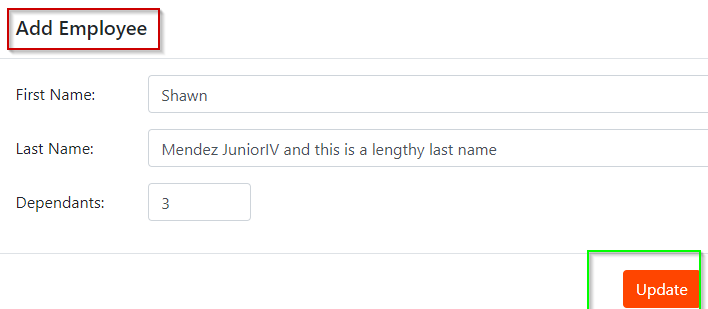 Add Employee
First Name: Shawn
Last Name: Mendez JuniorIV and this is a lengthy last name
Dependants: 3
Update